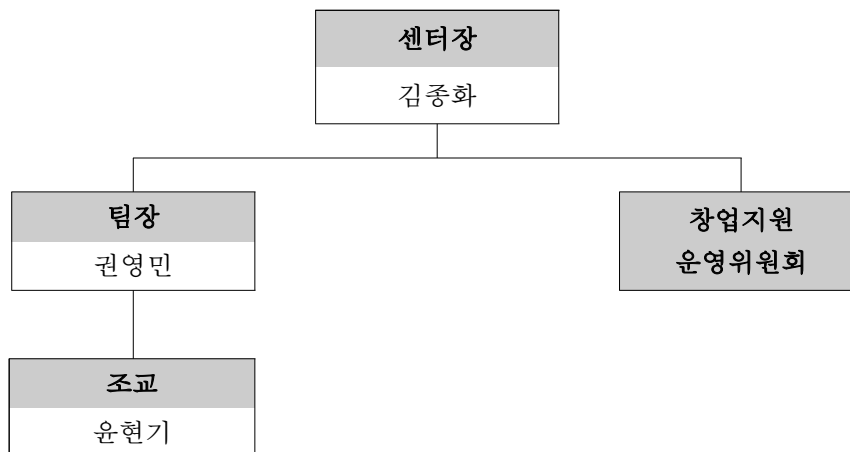 센터장
김종화
팀장
권영민
창업지원
운영위원회
조교
윤현기